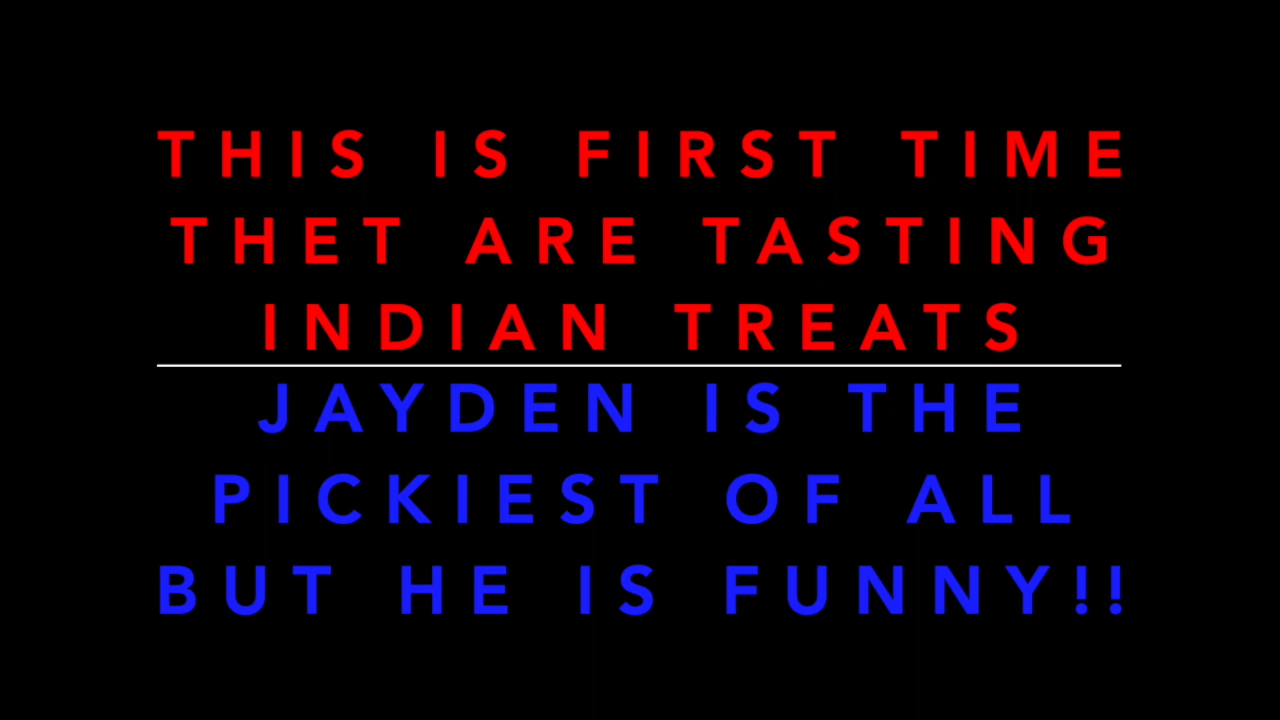 THIS IS FIRST TIME
THET ARE TASTING
INDIAN TREATS
JAYDEN IS THE
PICKIEST OF ALL
BUT HE IS FUNNY!!